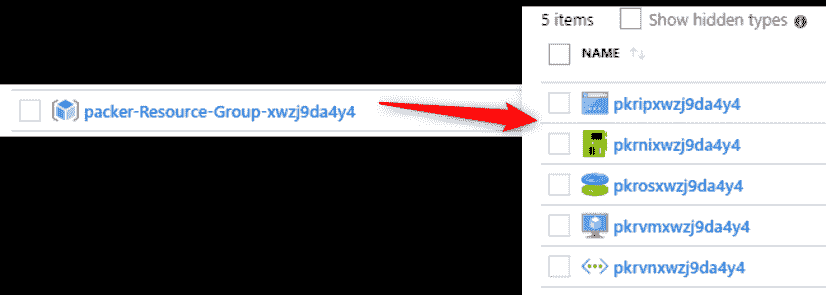 packer-Resource-Group-xwzj9da4y4
5 items Show hidden types
NAME
pkripxwzj9da4y4
pkrnixwzj9da4y4
pkrosxwzj9da4y4
pkrvmxwzj9da4y4
pkrvnxwzj9da4y4